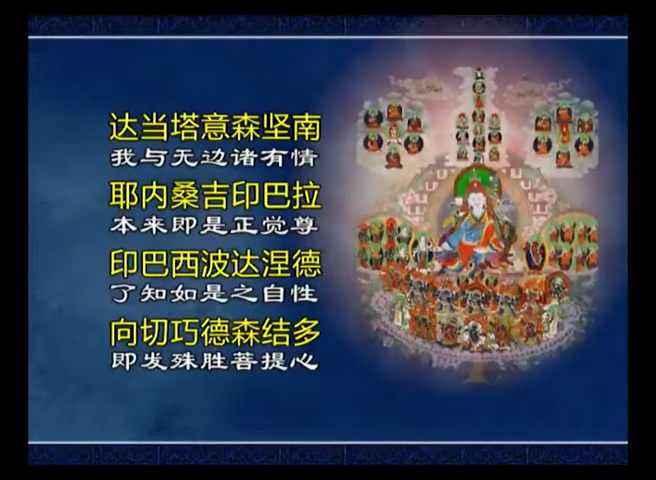 达当塔意森坚南
我与无边诸有情
耶内桑吉印巴拉
本来即是正觉尊
印巴西波达涅德
了知如是之自性
向切巧德森结多
即发殊胜菩提心